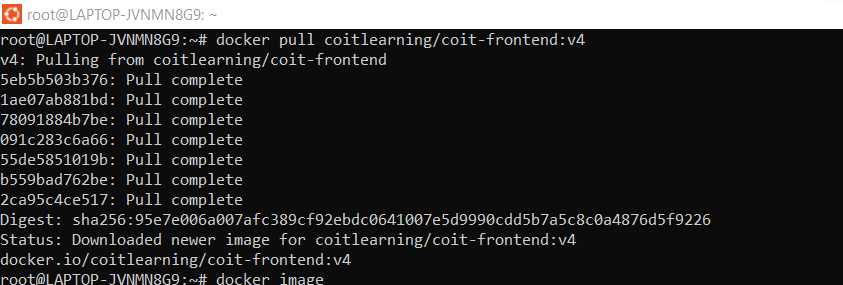 root@LAPTOP-JVNMN8G9: ~
root@LAPTOP-JVNMN8G9:~# docker pull coitlearning/coit-frontend:v4
v4: Pulling from coitlearning/coit-frontend
5eb5b503b376: Pull complete
1ae07ab881bd: Pull complete
78091884b7be: Pull complete
091c283c6a66: Pull complete
55de5851019b: Pull complete
b559bad762be: Pull complete
2ca95c4ce517: Pull complete
Digest: sha256:95e7e006a007afc389cf92ebdc0641007e5d9990cdd5b7a5c8c0a4876d5f9226
Status: Downloaded newer image for coitlearning/coit-frontend:v4
docker.io/coitlearning/coit-frontend:v4
root@LAPTOP-JVNMN8G9:~# docker image